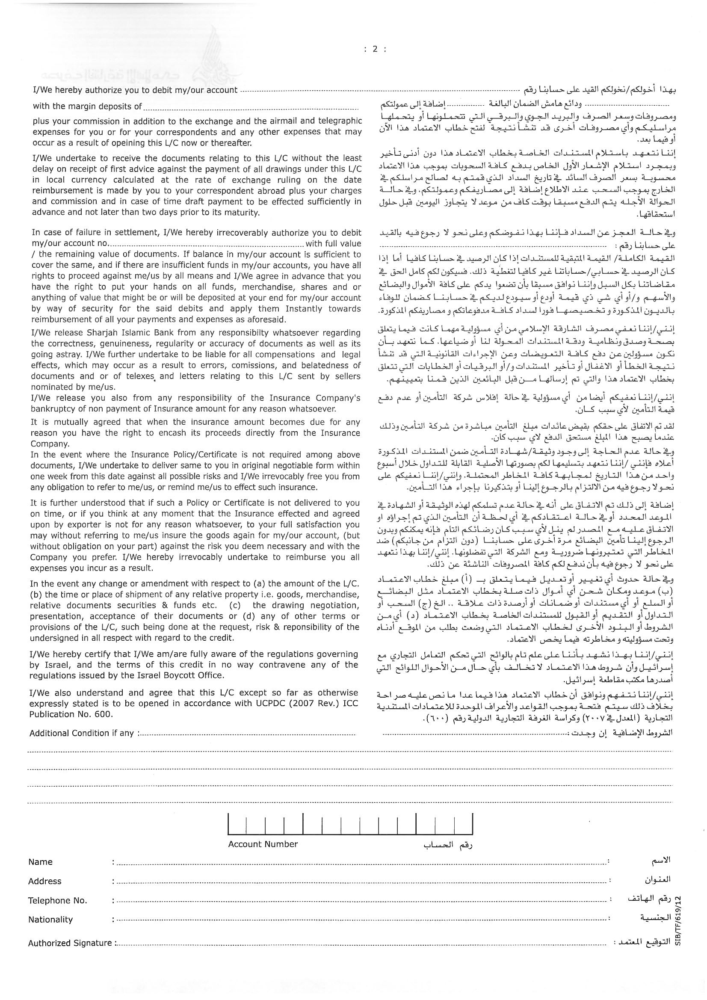 : 2 :
I/We hereby authorize you to debit my/our account
with the margin deposits of
plus your commission in addition to the exchange and the airmail and telegraphic
expenses for you or for your correspondents and any other expenses that may
occur as a result of opeining this L/C now or thereafter.
I/We undertake to receive the documents relating to this L/C without the least
delay on receipt of first advice against the payment of all drawings under this L/C
in local currency calculated at the rate of exchange ruling on the date
reimbursement is made by you to your correspondent abroad plus your charges
and commission and in case of time draft payment to be effected sufficiently in
advance and not later than two days prior to its maturity.
In case of failure in settlement, I/We hereby irrecoverably authorize you to debit
my/our account no. with full value
/ the remaining value of documents. If balance in my/our account is sufficient to
cover the same, and if there are insufficient funds in my/our accounts, you have all
rights to proceed against me/us by all means and I/We agree in advance that you
have the right to put your hands on all funds, merchandise, shares and or
anything of value that might be or will be deposited at your end for my/our account
by way of security for the said debits and apply them Instantly towards
reimbursement of all your payments and expenses as aforesaid.
I/We release Sharjah Islamic Bank from any responsibilty whatsoever regarding
the correctness, genuineness, regularity or accuracy of documents as well as its
going astray. I/We further undertake to be liable for all compensations and legal
effects, which may occur as a result to errors, comissions, and belatedness of
documents and or of telexes, and letters relating to this L/C sent by sellers
nominated by me/us.
I/We release you also from any responsibility of the Insurance Company's
bankruptcy of non payment of Insurance amount for any reason whatsoever.
It is mutually agreed that when the insurance amount becomes due for any
reason you have the right to encash its proceeds directly from the Insurance
Company.
In the event where the Insurance Policy/Certificate is not required among above
documents, I/We undertake to deliver same to you in original negotiable form within
one week from this date against all possible risks and I/We irrevocably free you from
any obligation to refer to me/us, or remind me/us to effect such insurance.
It is further understood that if such a Policy or Certificate is not delivered to you
on time, or if you think at any moment that the Insurance effected and agreed
upon by exporter is not for any reason whatsoever, to your full satisfaction you
may without referring to me/us insure the goods again for my/our account, (but
without obligation on your part) against the risk you deem necessary and with the
Company you prefer. I/We hereby irrevocably undertake to reimburse you all
expenses you incur as a result.
In the event any change or amendment with respect to (a) the amount of the L/C.
(b) the time or place of shipment of any relative property i.e. goods, merchandise,
relative documents securities & funds etc. (c) the drawing negotiation,
presentation, acceptance of their documents or (d) any of other terms or
provisions of the L/C, such being done at the request, risk & reponsibility of the
undersigned in all respect with regard to the credit.
I/We hereby certify that I/We am/are fully aware of the regulations governing
by Israel, and the terms of this credit in no way contravene any of the
regulations issued by the Israel Boycott Office.
I/We also understand and agree that this L/C except so far as otherwise
expressly stated is to be opened in accordance with UCPDC (2007 Rev.) ICC
Publication No. 600.
Additional Condition if any :
بهذا أخولكم/نخولكم القيد على حسابنا رقم
ودائع هامش الضمان البالغة إضافة إلى عمولتكم
ومصروفات وسعر الصرف والبريد الجوي والبرقي التي تتحملونها أو يتحملها
مراسليكم وأي مصروفات أخرى قد تنشأ نتيجة لفتح خطاب الاعتماد هذا الآن
أو فيما بعد.
إننا نتعهد باستلام المستندات الخاصة بخطاب الاعتماد هذا دون أدنى تأخير
وبمجرد استلام الإشعار الأول الخاص بدفع كافة السحوبات بموجب هذا الاعتماد
محسوبة بسعر الصرف السائد في تاريخ السداد الذي قمتم به لصالح مراسلكم في
الخارج بموجب السحب عند الاطلاع إضافة إلى مصاريفكم وعمولتكم، وفي حالة
الحوالة الأجله يتم الدفع مسبقا بوقت كاف من موعد لا يتجاوز اليومين قبل حلول
استحقاقها.
وفي حالة العجز عن السداد فإننا بهذا نفوضكم وعلى نحو لا رجوع فيه بالقيد
على حسابنا رقم :
القيمة الكاملة/ القيمة المتبقية للمستندات إذا كان الرصيد في حسابنا كافيا أما إذا
كان الرصيد في حسابي/حساباتنا غير كافيا لتغطية ذلك. فسيكون لكم كامل الحق في
مقاضاتنا بكل السبل وإننا نوافق مسبقا بأن تضعوا يدكم على كافة الأموال والبضائع
والأسهم و/أو أي شي ذي قيمة أودع أو سيودع لديكم في حسابنا كضمان للوفاء
بالديون المذكورة و تخصيصها فورا لسداد كافة مدفوعاتكم و مصاريفكم المذكورة.
إنني/إننا نعفي مصرف الشارقة الإسلامي من أي مسؤولية مهما كانت فيما يتعلق
بصحة وصدق ونظامية ودقة المستندات المحولة لنا أو ضياعها. كما نتعهد بأن
نكون مسؤولين عن دفع كافة التعويضات وعن الإجراءات القانونية التي قد تنشأ
نتيجة الخطأ أو الاغفال أو تأخير المستندات و/أو البرقيات أو الخطابات التي تتعلق
بخطاب الاعتماد هذا والتي تم إرسالها من قبل البائعين الذين قمنا بتعيينهم.
إنني/إننا نعفيكم أيضا من أي مسؤولية في حالة إفلاس شركة التأمين أو عدم دفع
قيمة التأمين لأي سبب كان.
لقد تم الاتفاق على حقكم بقبض عائدات مبلغ التأمين مباشرة من شركة التأمين وذلك
عندما يصبح هذا المبلغ مستحق الدفع لاي سبب كان.
وفي حالة عدم الحاجة إلى وجود وثيقة/شهادة التأمين ضمن المستندات المذكورة
أعلاه فإنني /إننا نتعهد بتسليمها لكم بصورتها الأصلية القابلة للتداول خلال أسبوع
واحد من هذا التاريخ لمجابهة كافة المخاطر المحتملة. وإنني/إننا نعفيكم على
نحو لا رجوع فيه من الالتزام بالرجوع إلينا أو بتذكيرنا بإجراء هذا التأمين.
إضافة إلى ذلك تم الاتفاق على أنه في حالة عدم تسلمكم لهذه الوثيقة أو الشهادة في
الموعد المحدد أو في حالة اعتقادكم في أي لحظة أن التأمين الذي تم إجراؤه او
الاتفاق عليه مع المصدر لم ينل لأي سبب كان رضائكم التام فإنه يمكنكم وبدون
الرجوع إلينا تأمين البضائع مرة أخرى على حسابنا (دون التزام من جانبكم) ضد
المخاطر التي تعتبرونها ضرورية ومع الشركة التي تفضلونها. إنني/إننا بهذا نتعهد
على نحو لا رجوع فيه بأن ندفع لكم كافة المصروفات الناشئة عن ذلك.
وفي حالة حدوث أي تغيير أو تعديل فيما يتعلق بـ (أ) مبلغ خطاب الاعتماد
(ب) موعد ومكان شحن أي أموال ذات صلة بخطاب الاعتماد مثل البضائع
أو السلع أو أي مستندات أو ضمانات أو أرصدة ذات علاقة .. الخ (ج) السحب أو
التداول أو التقديم أو القبول للمستندات الخاصة بخطاب الاعتماد (د) أي من
الشروط أو البنود الأخرى لخطاب الاعتماد التي وضعت بطلب من الموقع أدناه
وتحت مسؤوليته و مخاطرته فيما يخص الاعتماد.
إنني/إننا بهذا نشهد بأننا على علم تام بالوائح التي تحكم التعامل التجاري مع
إسرائيل وأن شروط هذا الاعتماد لا تخالف بأي حال من الأحوال اللوائح التي
أصدرها مكتب مقاطعة إسرائيل.
إنني/إننا نتفهم ونوافق أن خطاب الاعتماد هذا فيما عدا ما نص عليه صراحة
بخلاف ذلك سيتم فتحة بموجب القواعد والأعراف الموحدة للاعتمادات المستندية
التجارية (المعدل في ٢٠٠٧) وكراسة الغرفة التجارية الدولية رقم (٦٠٠).
الشروط الإضافية إن وجدت :
Account Number رقم الحساب
Name : : الاسم
Address : : العنوان
Telephone No. : : رقم الهاتف
Nationality : : الجنسية
Authorized Signature : : التوقيع المعتمد
SIB/TF/619/12